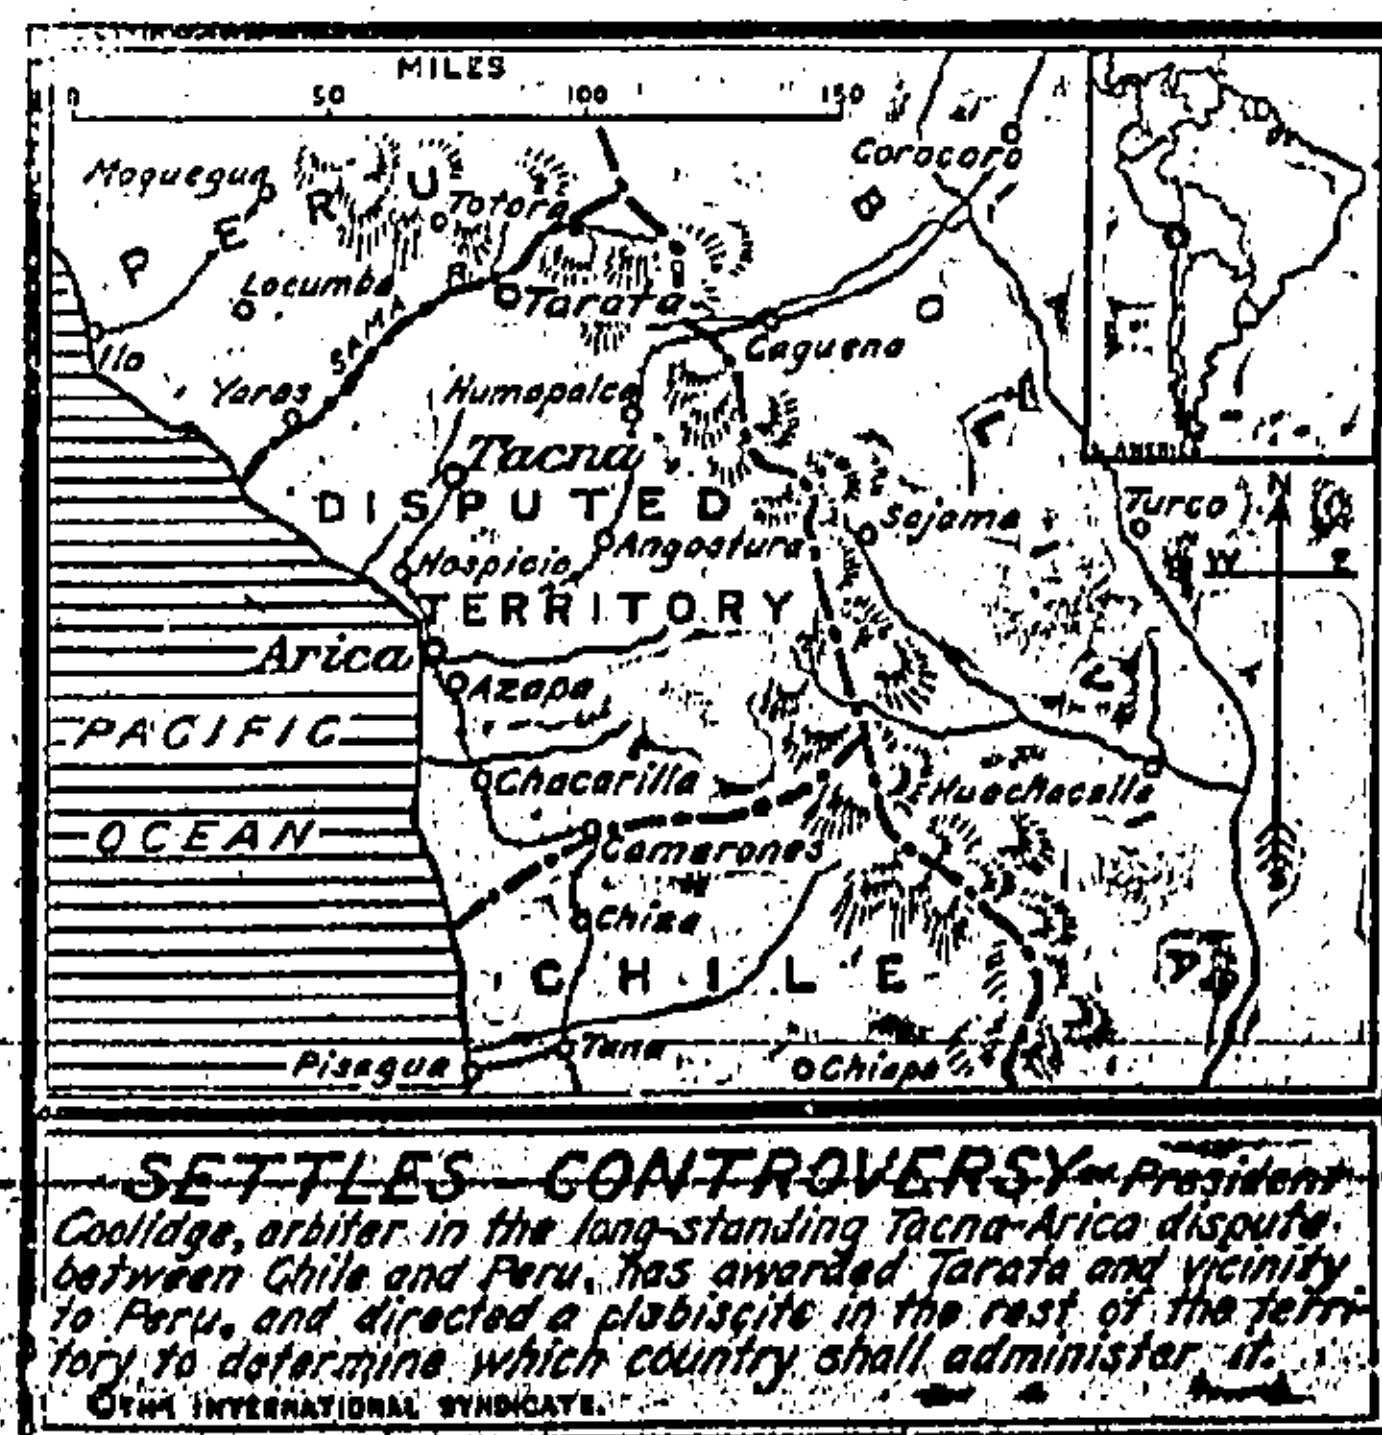 MILES
0 50 100 150
Corocoro
Moquegua
PERU
Totora
Locumba
SAMA R.
Tarata
Ilo
Caguena
Yaras
Humapalca
Tacna
DISPUTED
Sajama
Turco
N
Hospicio
Angostura
W E
TERRITORY
Arica
Azapa
PACIFIC
Chacarilla
Huachacalla
OCEAN
Camarones
Chiza
CHILE
Pisagua
Tana
Chiapa
BOLIVIA
S. AMERICA
SETTLES CONTROVERSY - President
Coolidge, arbiter in the long-standing Tacna-Arica dispute
between Chile and Peru, has awarded Tarata and vicinity
to Peru, and directed a plabiscite in the rest of the terri-
tory to determine which country shall administer it.
©THE INTERNATIONAL SYNDICATE.